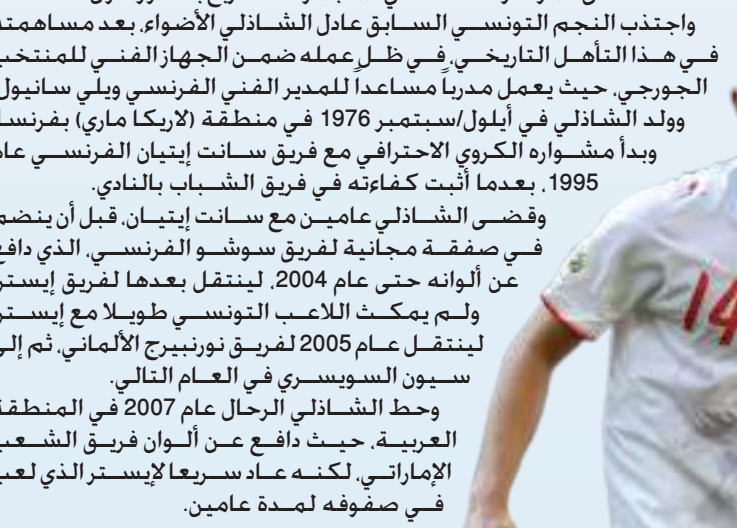 واجتذب النجم التونسي السابق عادل الشاذلي الأضواء، بعد مساهمته
في هذا التأهل التاريخي، في ظل عمله ضمن الجهاز الفني للمنتخب
الجورجي، حيث يعمل مدرباً مساعداً للمدير الفني الفرنسي ويلي سانيول.
وولد الشاذلي في أيلول/سبتمبر 1976 في منطقة (لاريكا ماري) بفرنسا
وبدأ مشواره الكروي الاحترافي مع فريق سانت إيتيان الفرنسي عام
1995، بعدما أثبت كفاءته في فريق الشباب بالنادي.
وقضى الشاذلي عامين مع سانت إيتيان، قبل أن ينضم
في صفقة مجانية لفريق سوشو الفرنسي، الذي دافع
عن ألوانه حتى عام 2004، لينتقل بعدها لفريق إيستر
ولم يمكث اللاعب التونسي طويلا مع إيستر
لينتقل عام 2005 لفريق نورنبيرج الألماني، ثم إلى
سيون السويسري في العام التالي.
وحط الشاذلي الرحال عام 2007 في المنطقة
العربية، حيث دافع عن ألوان فريق الشعب
الإماراتي، لكنه عاد سريعا لإيستر الذي لعب
في صفوفه لمدة عامين.
14